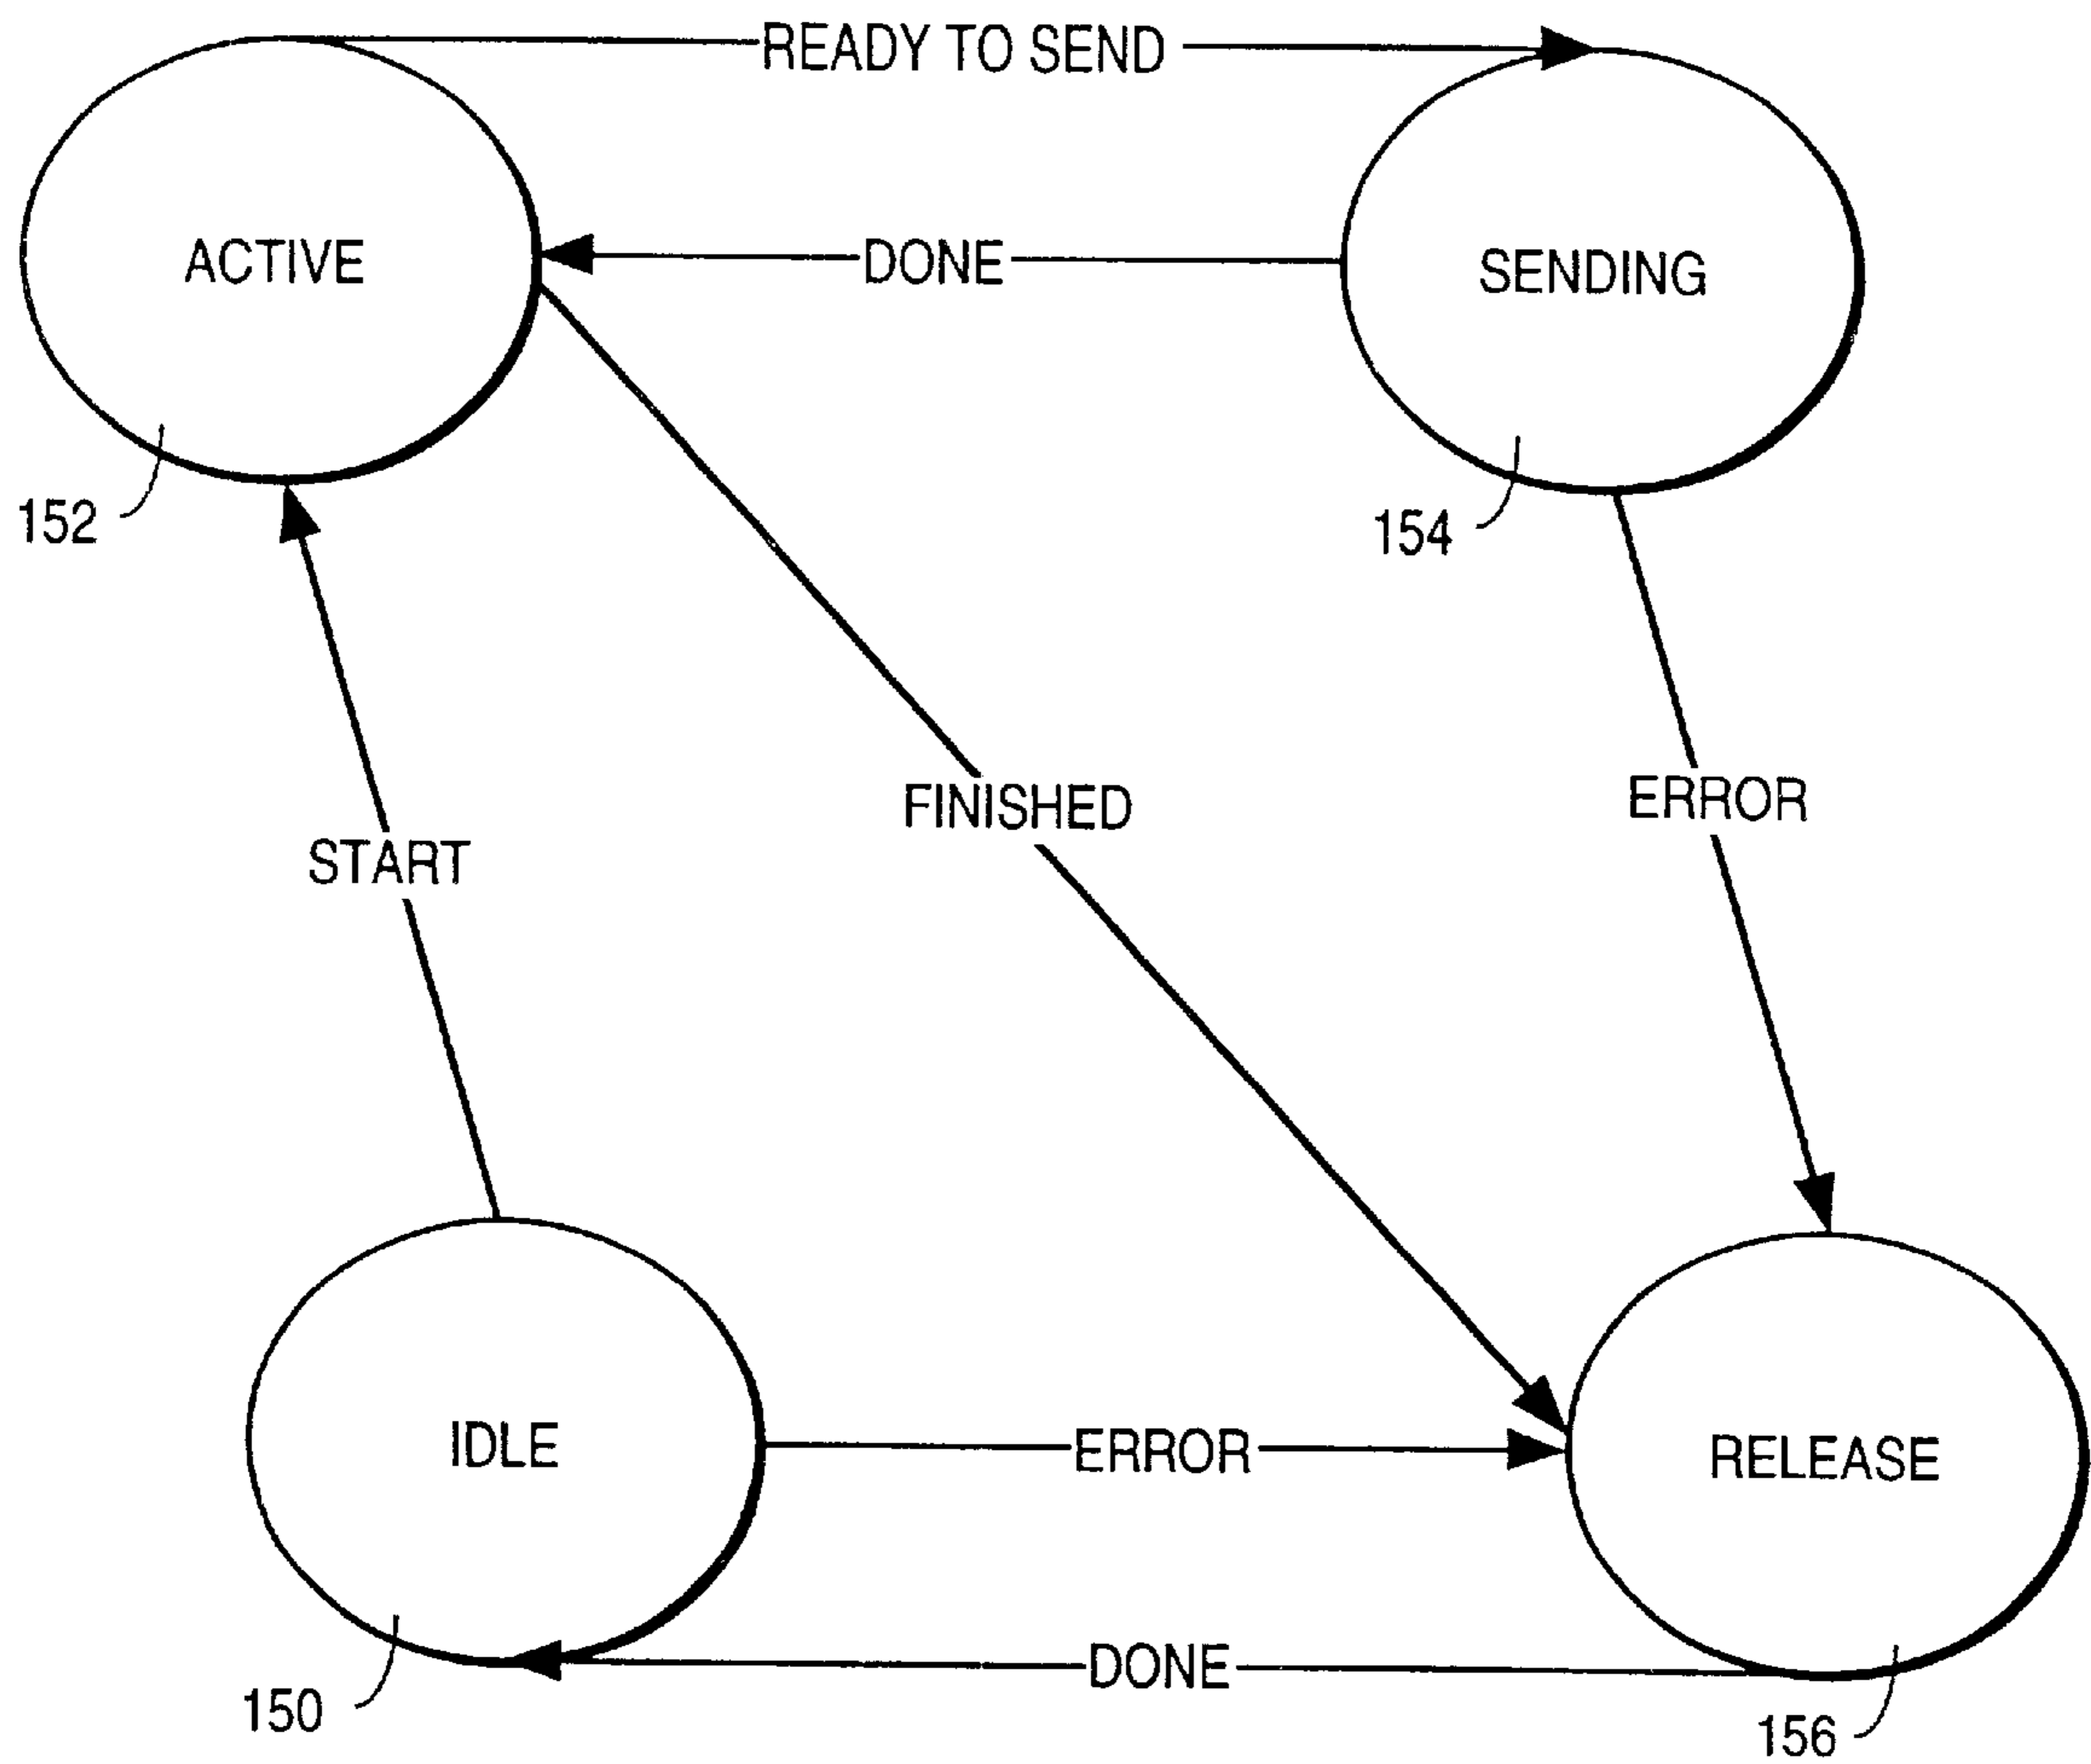 READY TO SEND
ACTIVE
DONE
SENDING
152
154
FINISHED
ERROR
START
IDLE
ERROR
RELEASE
DONE
150
156